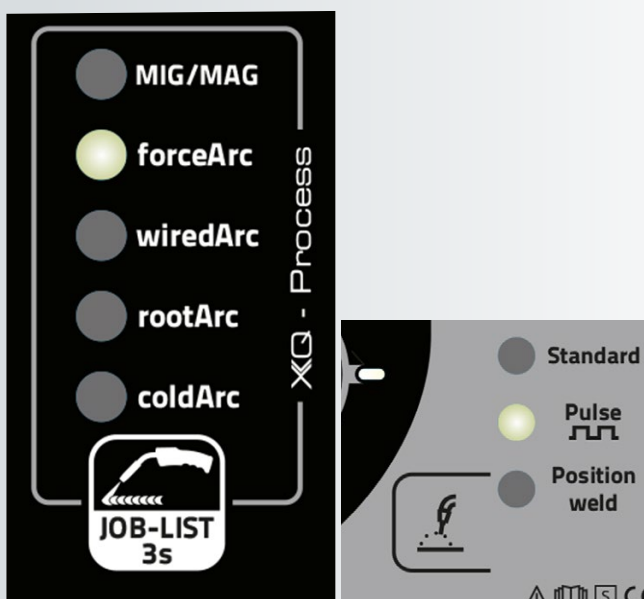 MIG/MAG
forceArc
wiredArc
rootArc
coldArc
XQ - Process
JOB-LIST
3s
Standard
Pulse
Position
weld
S